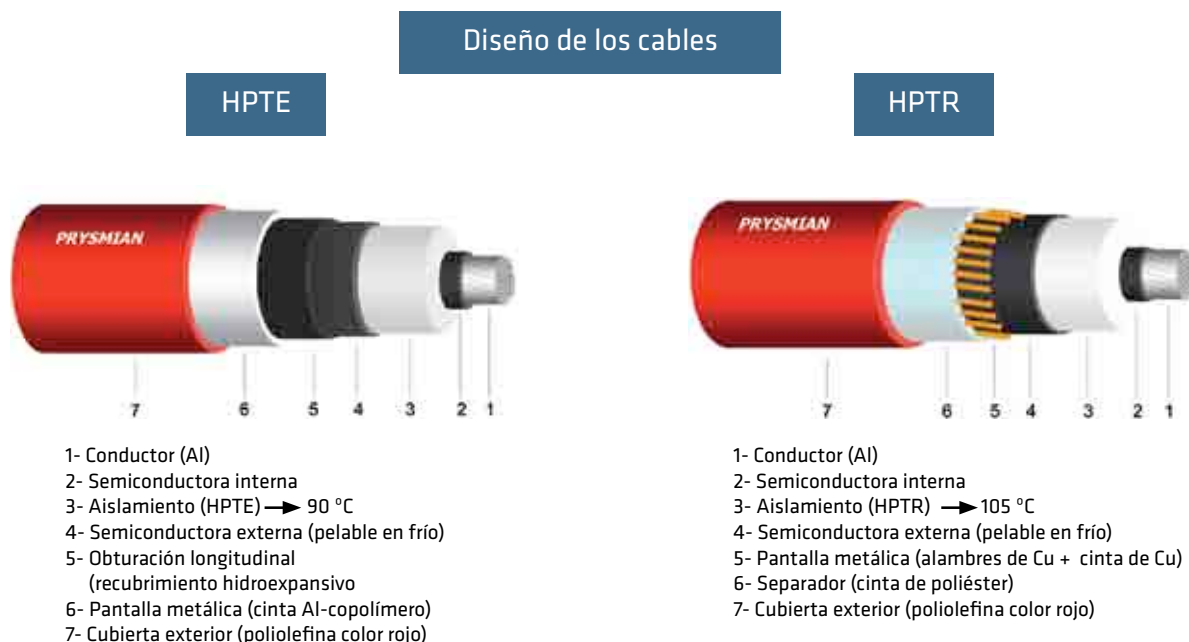 Diseño de los cables
HPTE
HPTR
PRYSMIAN
7 6 5 4 3 2 1
1- Conductor (Al)
2- Semiconductora interna
3- Aislamiento (HPTE) → 90 ºC
4- Semiconductora externa (pelable en frío)
5- Obturación longitudinal
(recubrimiento hidroexpansivo
6- Pantalla metálica (cinta Al-copolímero)
7- Cubierta exterior (poliolefina color rojo)
PRYSMIAN
7 6 5 4 3 2 1
1- Conductor (Al)
2- Semiconductora interna
3- Aislamiento (HPTR) → 105 ºC
4- Semiconductora externa (pelable en frío)
5- Pantalla metálica (alambres de Cu + cinta de Cu)
6- Separador (cinta de poliéster)
7- Cubierta exterior (poliolefina color rojo)